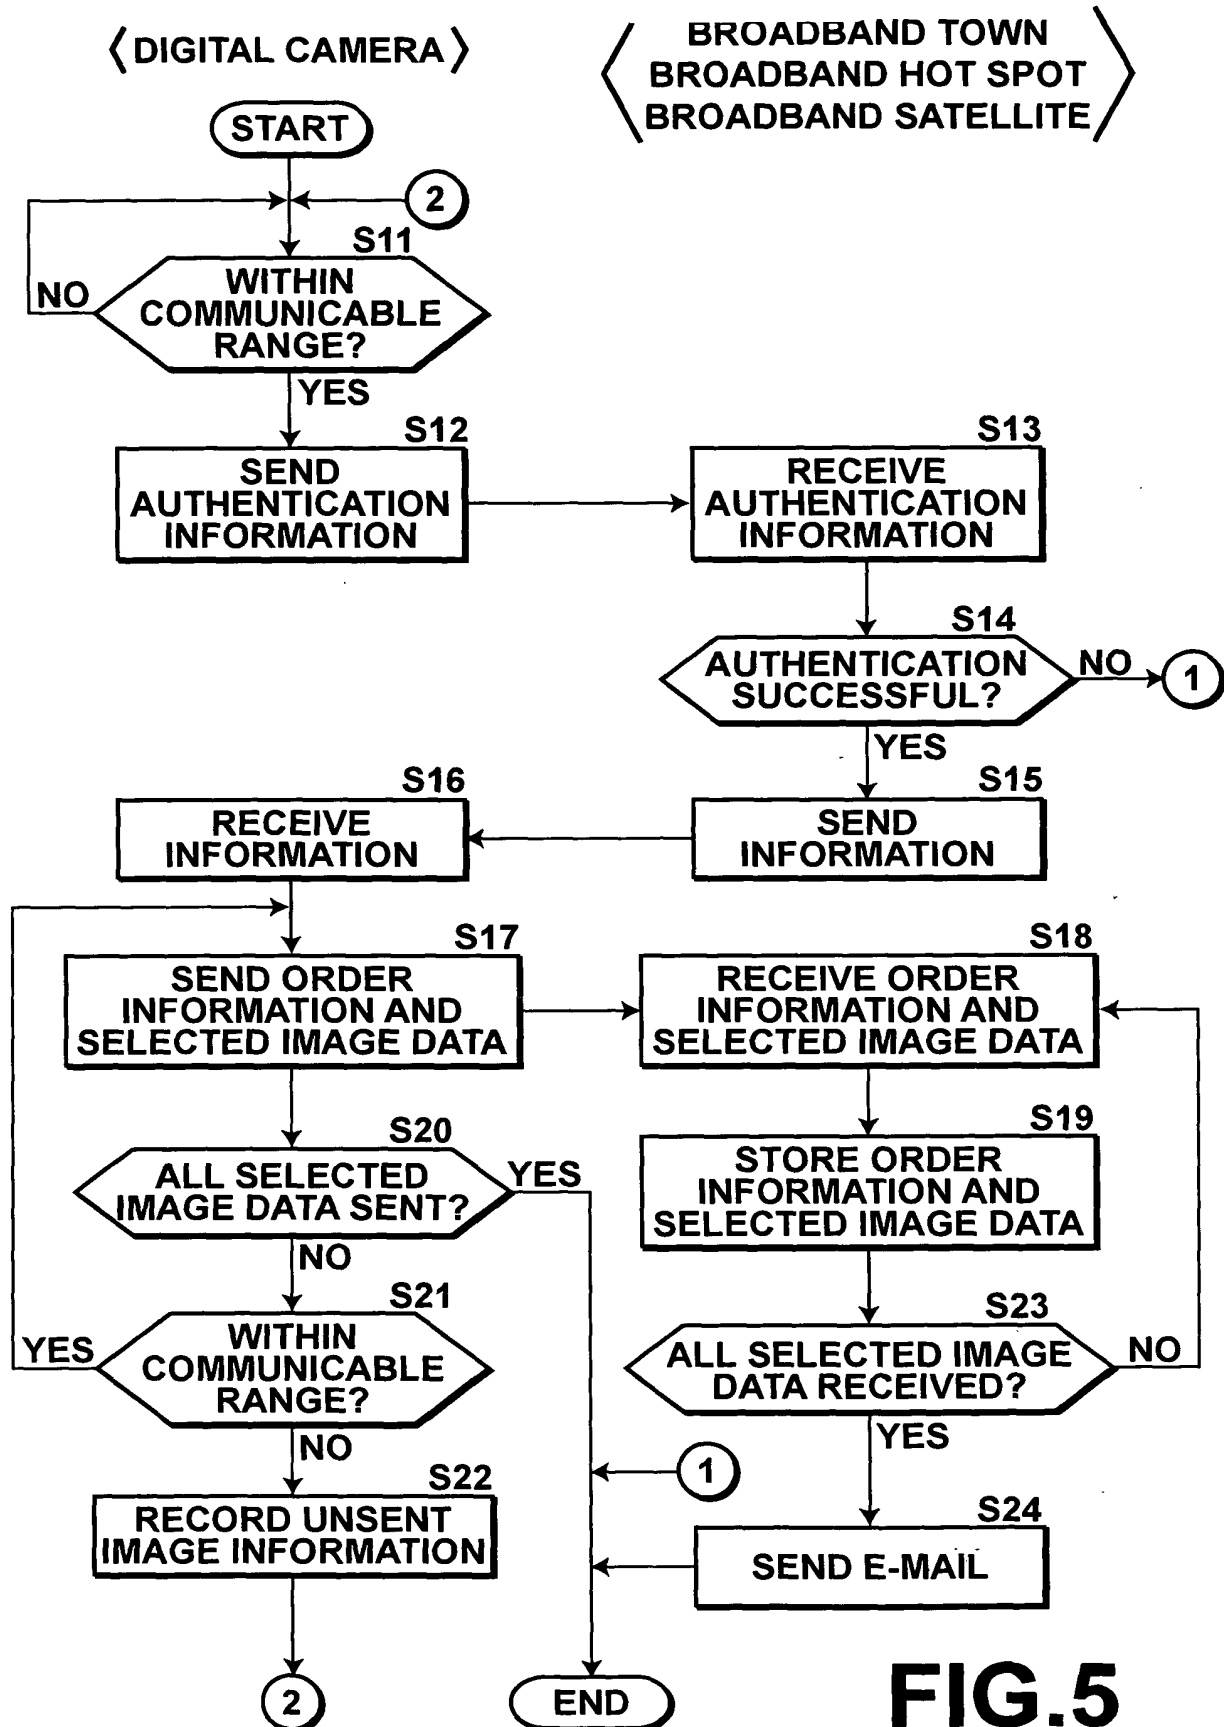 〈DIGITAL CAMERA〉
BROADBAND TOWN
BROADBAND HOT SPOT
BROADBAND SATELLITE
START
2
S11
WITHIN
COMMUNICABLE
RANGE?
NO
YES
S12
SEND
AUTHENTICATION
INFORMATION
S13
RECEIVE
AUTHENTICATION
INFORMATION
S14
AUTHENTICATION
SUCCESSFUL?
NO
1
YES
S15
SEND
INFORMATION
S16
RECEIVE
INFORMATION
S17
SEND ORDER
INFORMATION AND
SELECTED IMAGE DATA
S18
RECEIVE ORDER
INFORMATION AND
SELECTED IMAGE DATA
S19
STORE ORDER
INFORMATION AND
SELECTED IMAGE DATA
S20
ALL SELECTED
IMAGE DATA SENT?
YES
NO
S21
WITHIN
COMMUNICABLE
RANGE?
YES
NO
S22
RECORD UNSENT
IMAGE INFORMATION
2
S23
ALL SELECTED IMAGE
DATA RECEIVED?
NO
YES
1
S24
SEND E-MAIL
END
FIG.5